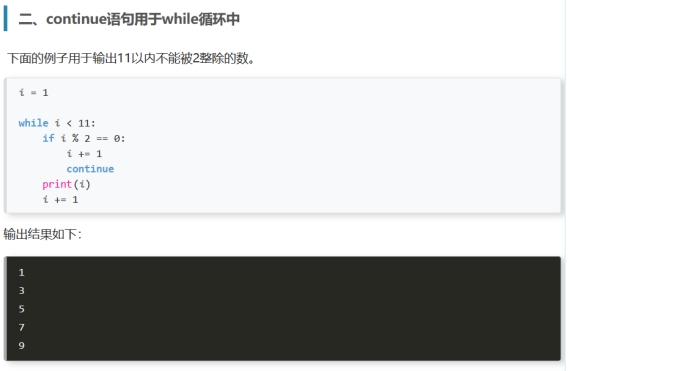 二、continue语句用于while循环中
下面的例子用于输出11以内不能被2整除的数。
i = 1
while i < 11:
    if i % 2 == 0:
        i += 1
        continue
    print(i)
    i += 1
输出结果如下：
1
3
5
7
9